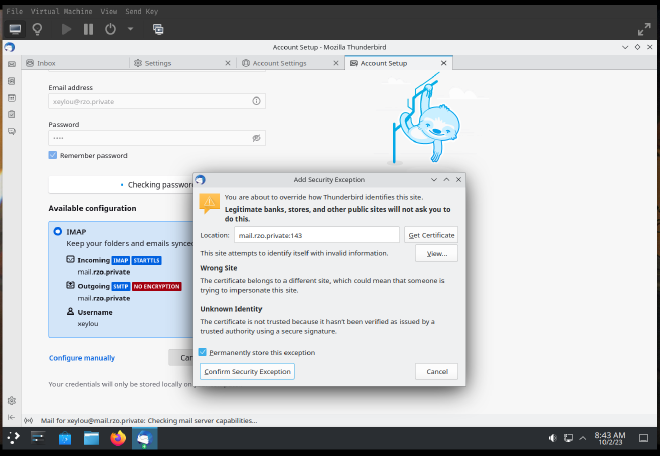 File Virtual Machine View Send Key
Account Setup - Mozilla Thunderbird
Inbox
Settings
Account Settings
Account Setup
Email address
xeylou@rzo.private
Password
Remember password
Checking password
Available configuration
IMAP
Keep your folders and emails synced
Incoming IMAP STARTTLS
mail.rzo.private
Outgoing SMTP NO ENCRYPTION
mail.rzo.private
Username
xeylou
Configure manually
Can
Your credentials will only be stored locally on
Add Security Exception
You are about to override how Thunderbird identifies this site.
Legitimate banks, stores, and other public sites will not ask you to
do this.
Location: mail.rzo.private:143 Get Certificate
This site attempts to identify itself with invalid information. View...
Wrong Site
The certificate belongs to a different site, which could mean that someone is
trying to impersonate this site.
Unknown Identity
The certificate is not trusted because it hasn't been verified as issued by a
trusted authority using a secure signature.
Permanently store this exception
Confirm Security Exception Cancel
Mail for xeylou@mail.rzo.private: Checking mail server capabilities...
8:43 AM
10/2/23